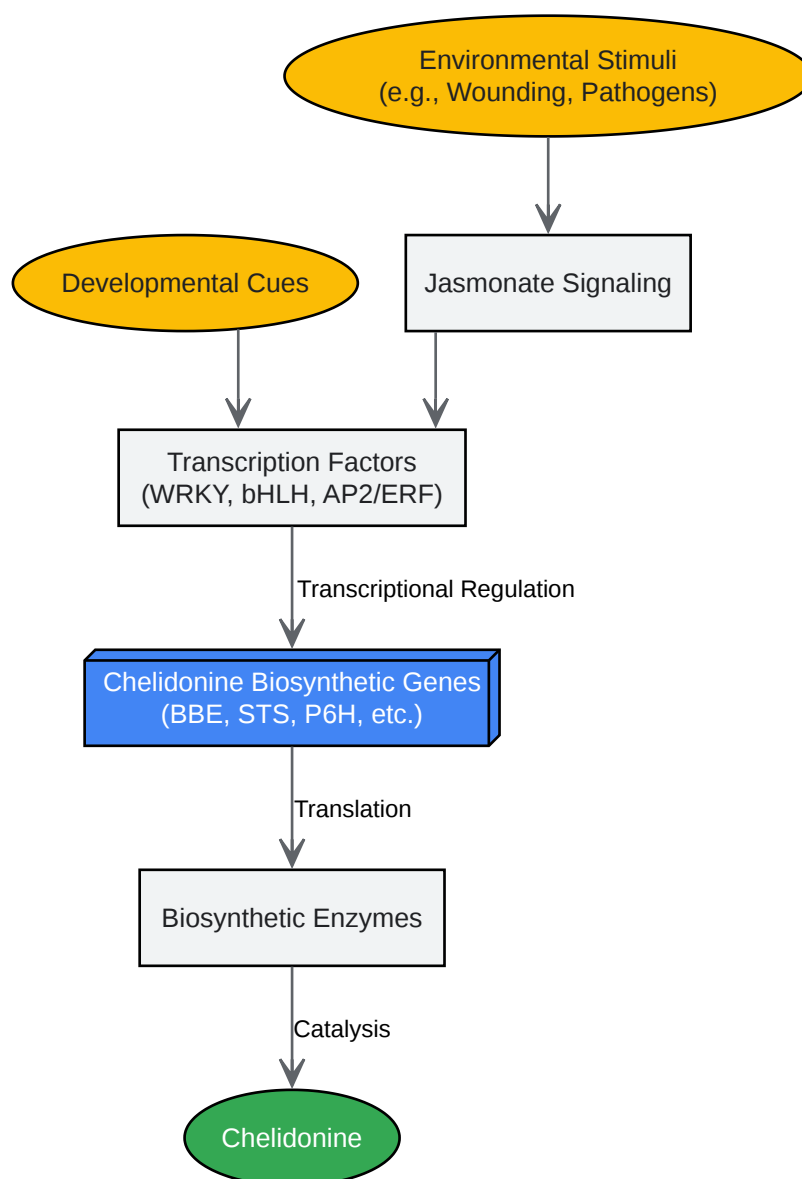 Environmental Stimuli
(e.g., Wounding, Pathogens)
Developmental Cues
Jasmonate Signaling
Transcription Factors
(WRKY, bHLH, AP2/ERF)
Transcriptional Regulation
Chelidonine Biosynthetic Genes
(BBE, STS, P6H, etc.)
Translation
Biosynthetic Enzymes
Catalysis
Chelidonine